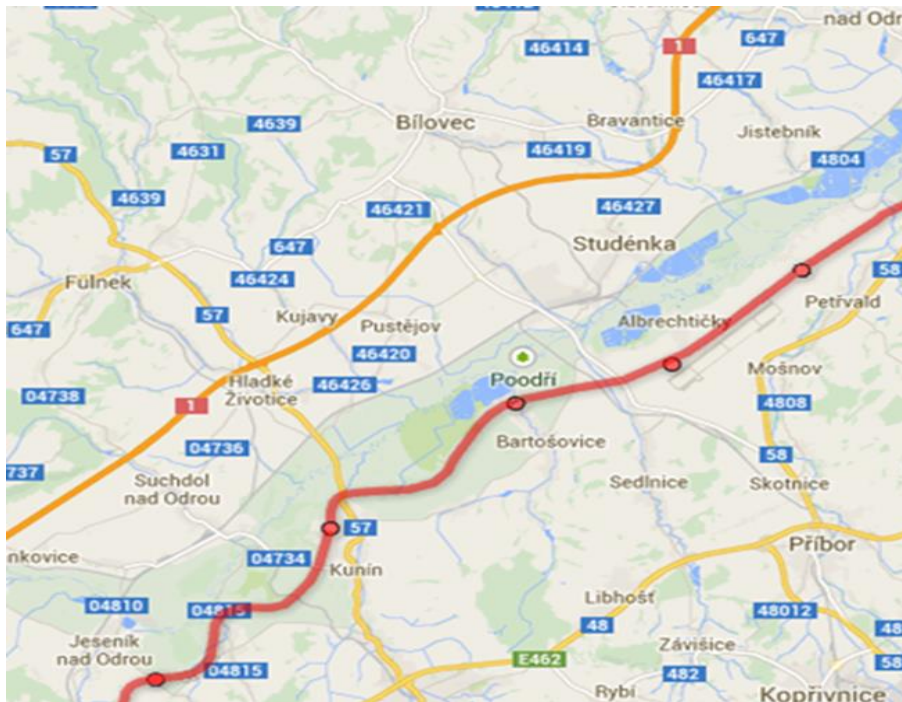 46414
1
647
nad Odr
46417
4639
Bílovec
Bravantice
Jistebník
57
4631
46419
4804
4639
46421
46427
647
Studénka
46424
Fulnek
58
57
Petřvald
Kujavy
Pustějov
Albrechtičky
647
46420
Poodří
Mošnov
46426
Hladké
Životice
04738
1
4808
Bartošovice
04736
58
737
Suchdol
nad Odrou
Sedlnice
Skotnice
57
nkovice
04734
Příbor
Kunín
Libhošť
04810
04815
48012
48
48
Jeseník
nad Odrou
Závišice
E462
04815
482
58
Rybí
Kopřivnice